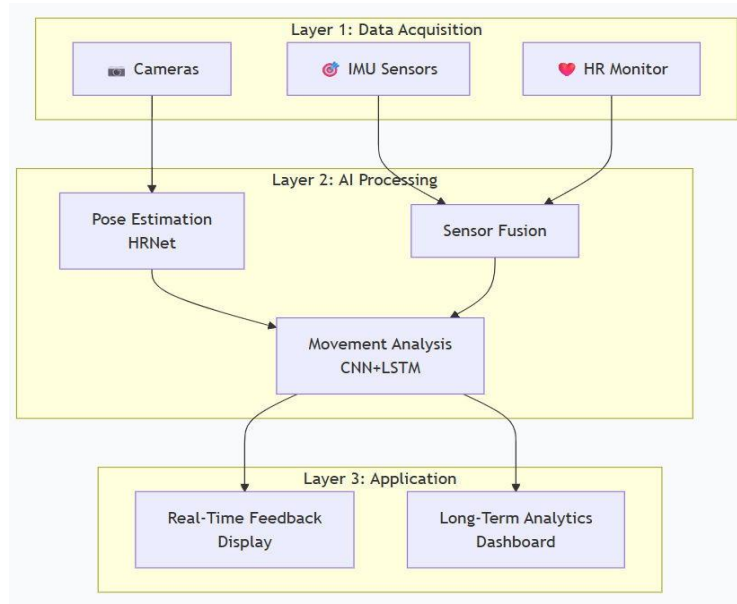 Layer 1: Data Acquisition
📷 Cameras
🎯 IMU Sensors
❤️ HR Monitor
Layer 2: AI Processing
Pose Estimation
HRNet
Sensor Fusion
Movement Analysis
CNN+LSTM
Layer 3: Application
Real-Time Feedback
Display
Long-Term Analytics
Dashboard